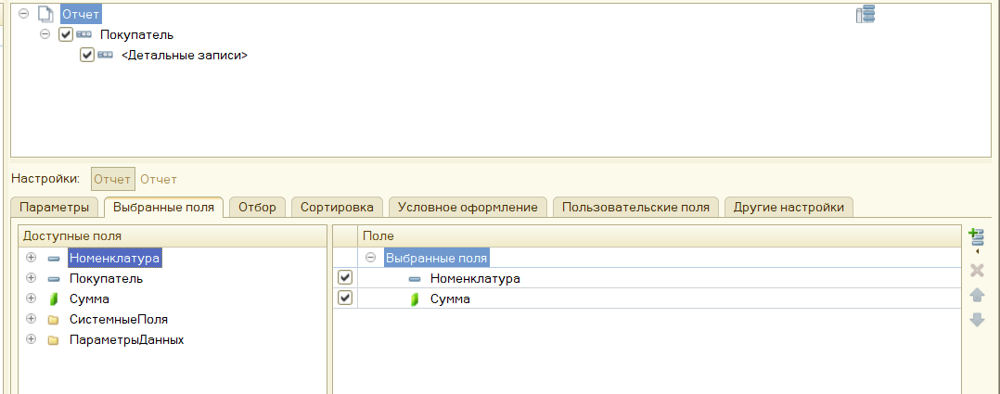 Отчет
Покупатель
<Детальные записи>
Настройки: Отчет Отчет
Параметры Выбранные поля Отбор Сортировка Условное оформление Пользовательские поля Другие настройки
Доступные поля Поле
Номенклатура Выбранные поля
Покупатель Номенклатура
Сумма Сумма
СистемныеПоля
ПараметрыДанных